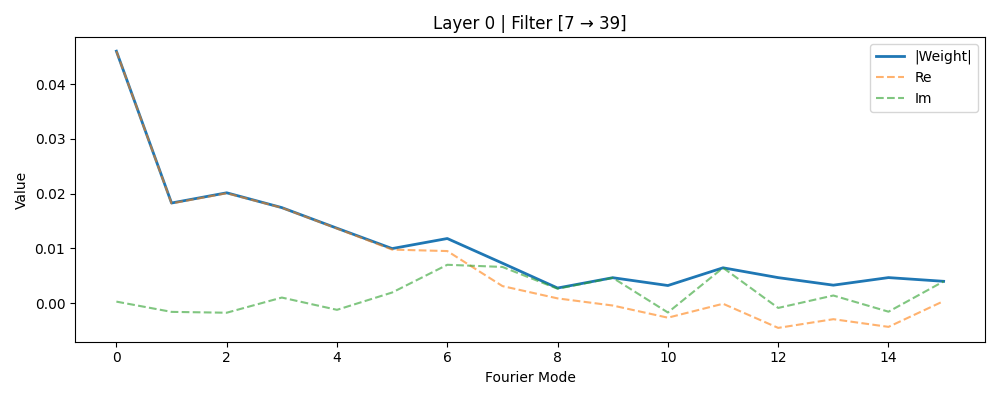 Layer 0 | Filter [7 → 39]
|Weight|
Re
Im
Value
0.04
0.03
0.02
0.01
0.00
0 2 4 6 8 10 12 14
Fourier Mode